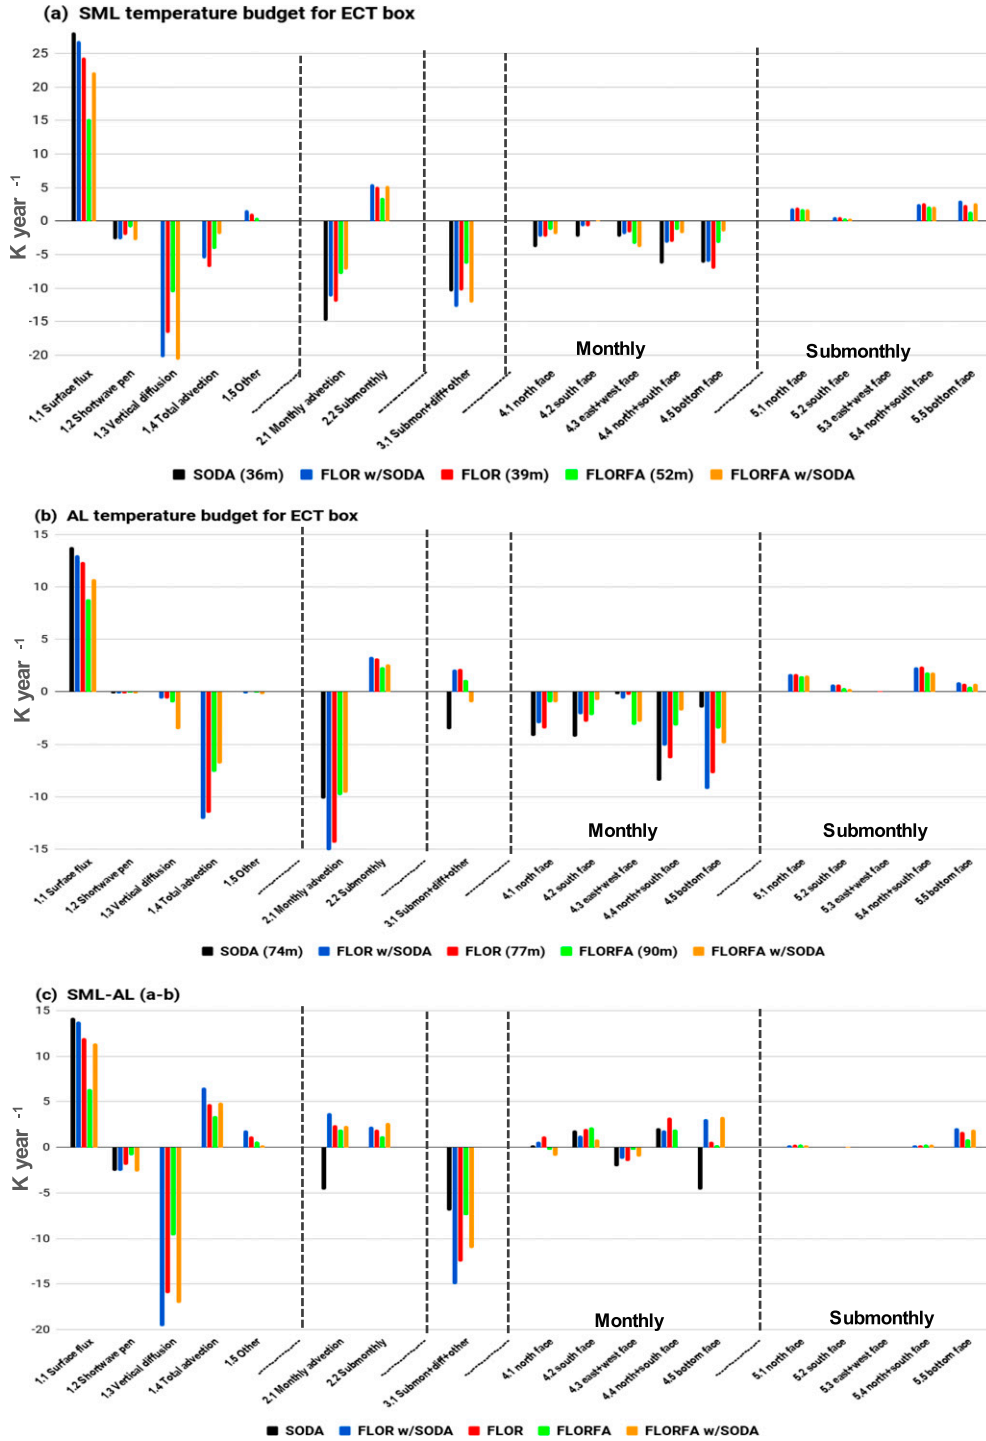 (a) SML temperature budget for ECT box
25
20
15
10
5
0
-5
-10
-15
-20
K year -1
Monthly
Submonthly
1.1 Surface flux
1.2 Shortwave pen
1.3 Vertical diffusion
1.4 Total advection
1.5 Other
2.1 Monthly advection
2.2 Submonthly
3.1 Submon+diff+other
4.1 north face
4.2 south face
4.3 east+west face
4.4 north+south face
4.5 bottom face
5.1 north face
5.2 south face
5.3 east+west face
5.4 north+south face
5.5 bottom face
SODA (36m) FLOR w/SODA FLOR (39m) FLORFA (52m) FLORFA w/SODA
(b) AL temperature budget for ECT box
15
10
5
0
-5
-10
-15
K year -1
Monthly
Submonthly
1.1 Surface flux
1.2 Shortwave pen
1.3 Vertical diffusion
1.4 Total advection
1.5 Other
2.1 Monthly advection
2.2 Submonthly
3.1 Submon+diff+other
4.1 north face
4.2 south face
4.3 east+west face
4.4 north+south face
4.5 bottom face
5.1 north face
5.2 south face
5.3 east+west face
5.4 north+south face
5.5 bottom face
SODA (74m) FLOR w/SODA FLOR (77m) FLORFA (90m) FLORFA w/SODA
(c) SML-AL (a-b)
15
10
5
0
-5
-10
-15
-20
K year -1
Monthly
Submonthly
1.1 Surface flux
1.2 Shortwave pen
1.3 Vertical diffusion
1.4 Total advection
1.5 Other
2.1 Monthly advection
2.2 Submonthly
3.1 Submon+diff+other
4.1 north face
4.2 south face
4.3 east+west face
4.4 north+south face
4.5 bottom face
5.1 north face
5.2 south face
5.3 east+west face
5.4 north+south face
5.5 bottom face
SODA FLOR w/SODA FLOR FLORFA FLORFA w/SODA